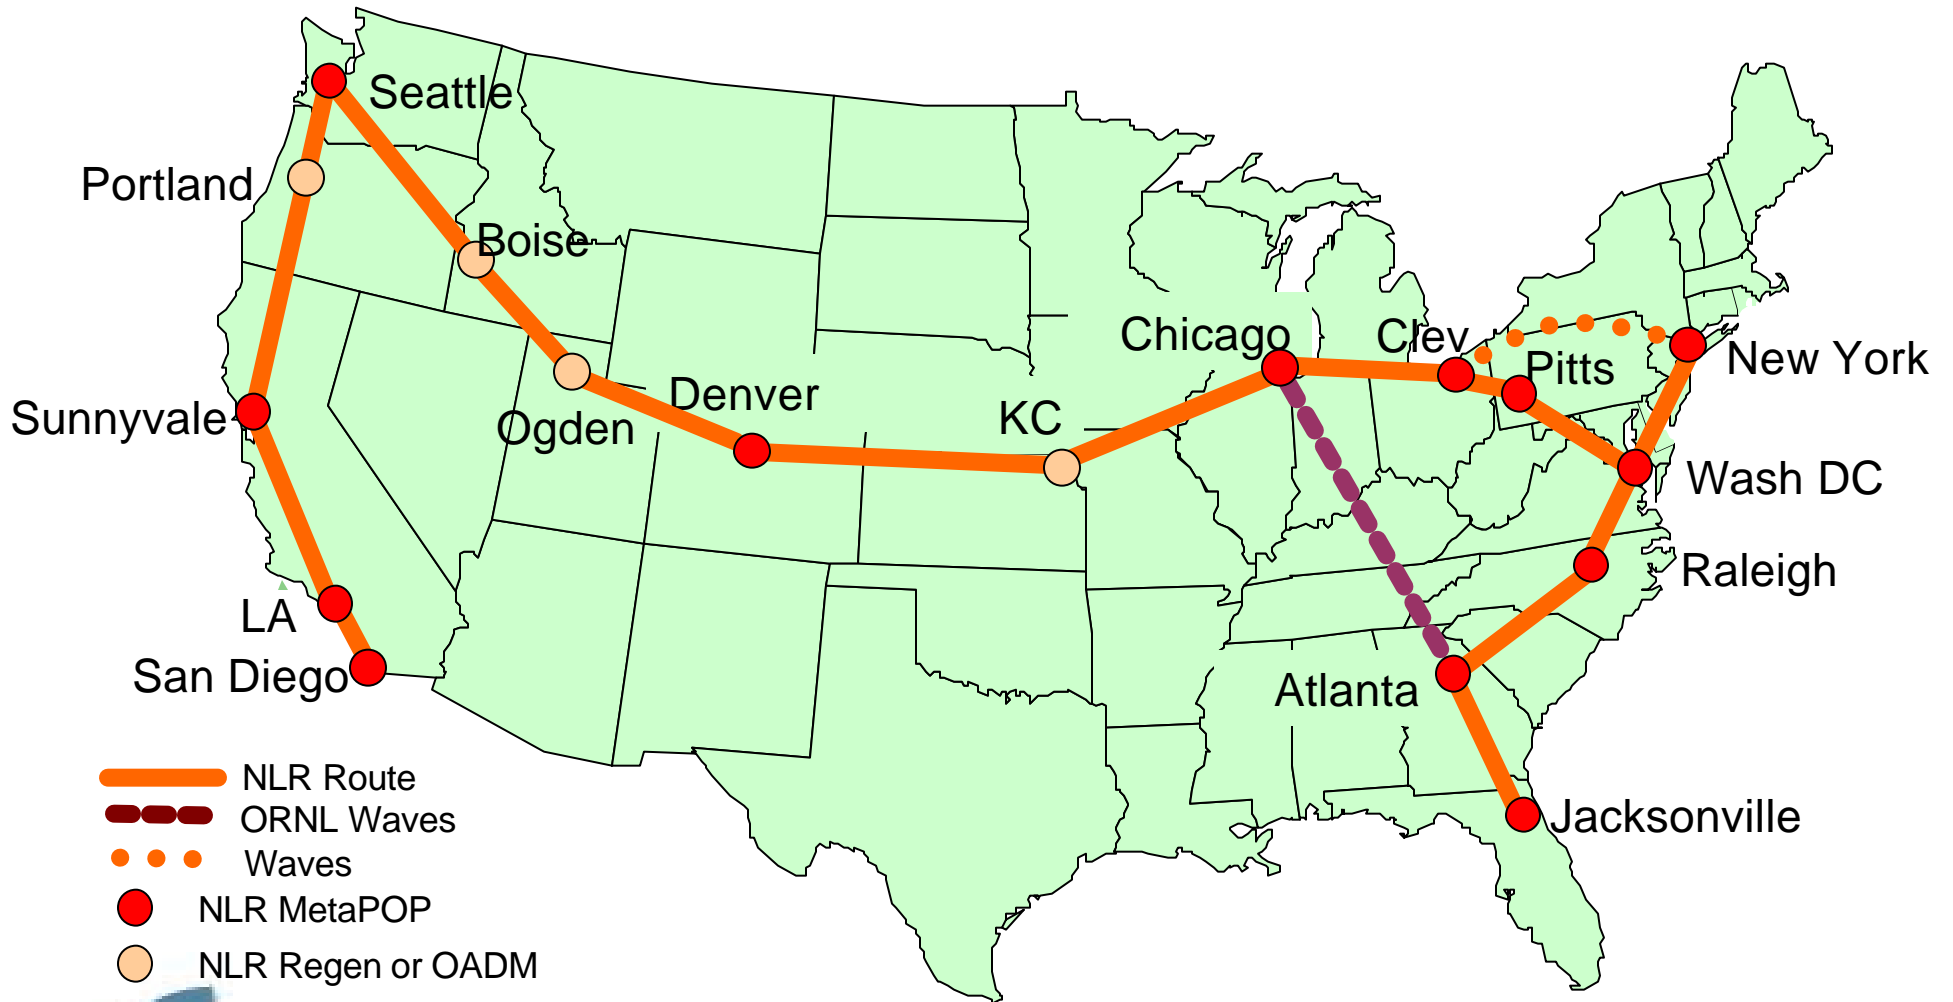 Seattle
Portland
Boise
Chicago
Clev
New York
Pitts
Denver
Sunnyvale
Ogden
KC
Wash DC
Raleigh
LA
San Diego
Atlanta
NLR Route
ORNL Waves
Jacksonville
Waves
NLR MetaPOP
NLR Regen or OADM